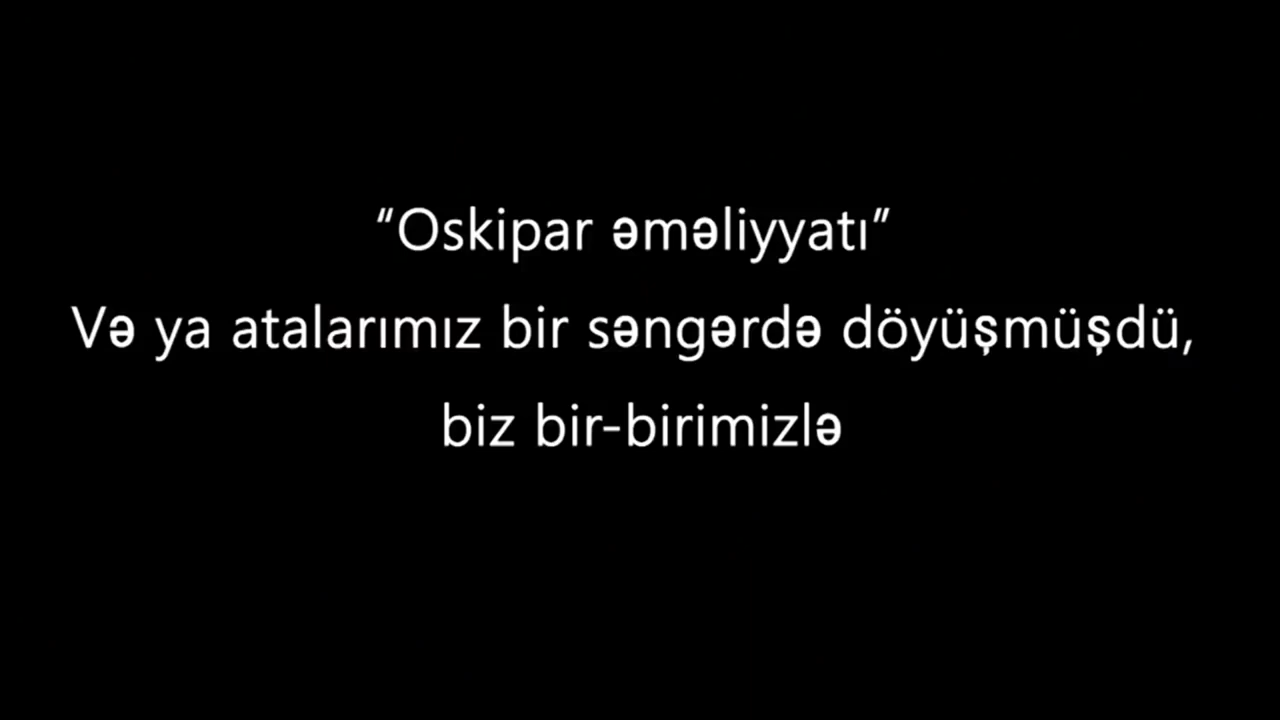 “Oskipar əməliyyatı”
Və ya atalarımız bir səngərdə döyüşmüşdü,
biz bir-birimizlə